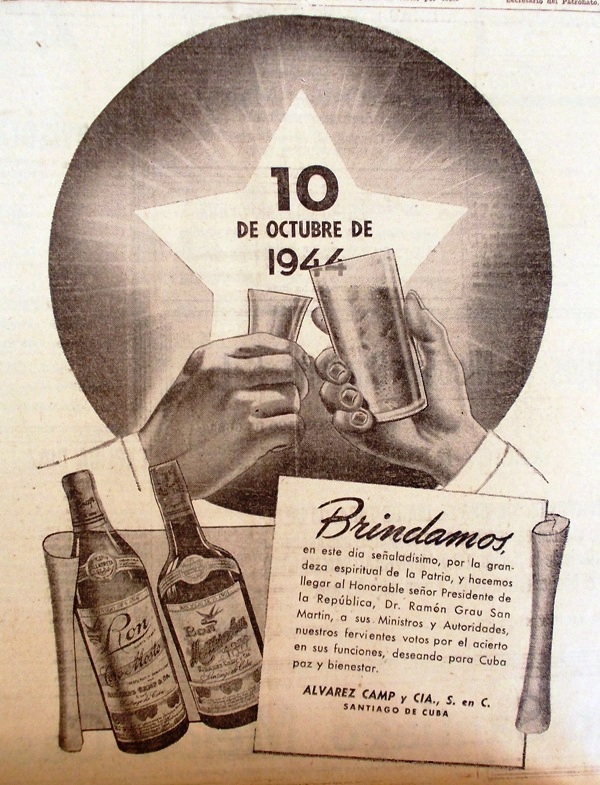 Secretario del Patronato.
10
DE OCTUBRE DE
1944
Brindamos,
en este día señaladísimo, por la gran-
deza espiritual de la Patria, y hacemos
llegar al Honorable señor Presidente de
la República, Dr. Ramón Grau San
Martin, a sus Ministros y Autoridades,
nuestros fervientes votos por el acierto
en sus funciones, deseando para Cuba
paz y bienestar.
ALVAREZ CAMP y CIA., S. en C.
SANTIAGO DE CUBA
Ron
Ron